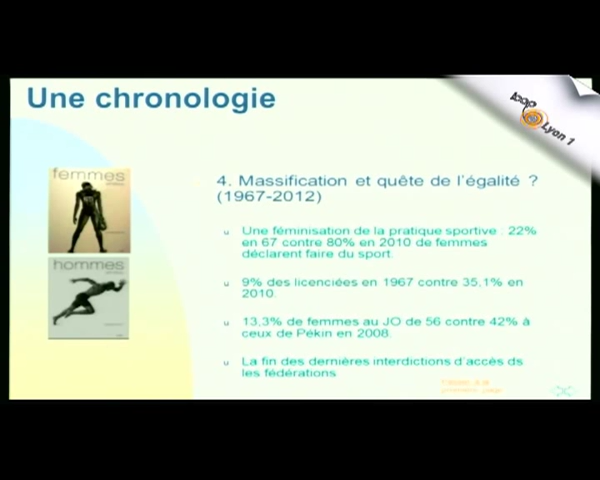 Une chronologie
Lyon 1
femmes
hommes
4. Massification et quête de l'égalité ?
(1967-2012)
u Une féminisation de la pratique sportive : 22%
en 67 contre 80% en 2010 de femmes
déclarent faire du sport.
u 9% des licenciées en 1967 contre 35,1% en
2010.
u 13,3% de femmes au JO de 56 contre 42% à
ceux de Pékin en 2008.
u La fin des dernières interdictions d'accès ds
les fédérations